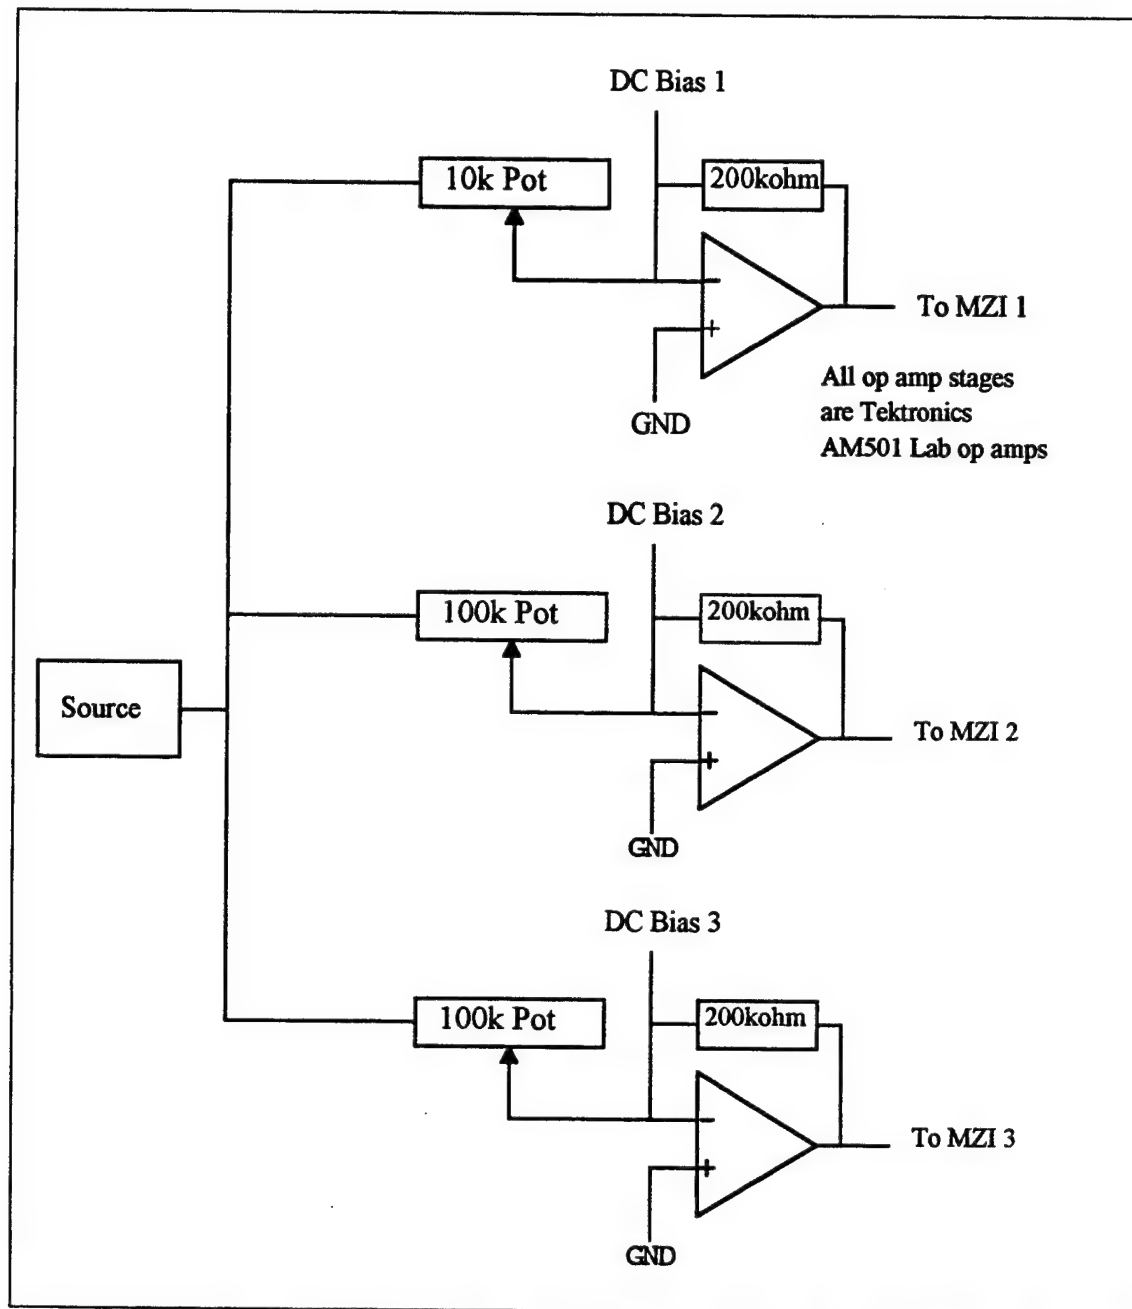 DC Bias 1
10k Pot
200kohm
−
+
To MZI 1
GND
All op amp stages
are Tektronics
AM501 Lab op amps
DC Bias 2
100k Pot
200kohm
Source
−
+
To MZI 2
GND
DC Bias 3
100k Pot
200kohm
−
+
To MZI 3
GND